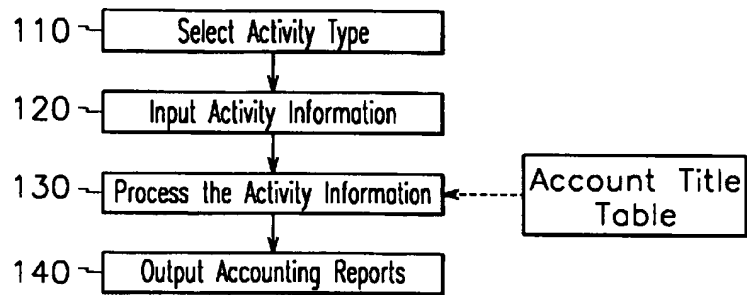 110 Select Activity Type
120 Input Activity Information
130 Process the Activity Information
Account Title
Table
140 Output Accounting Reports